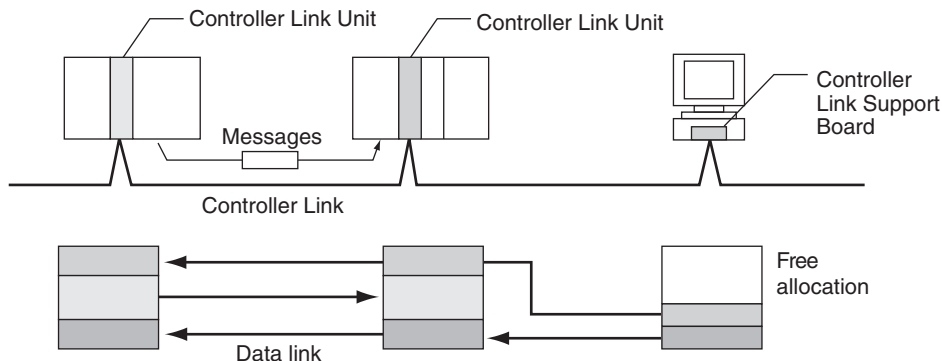 Controller Link Unit
Controller Link Unit
Controller
Link Support
Board
Messages
Controller Link
Free
allocation
Data link